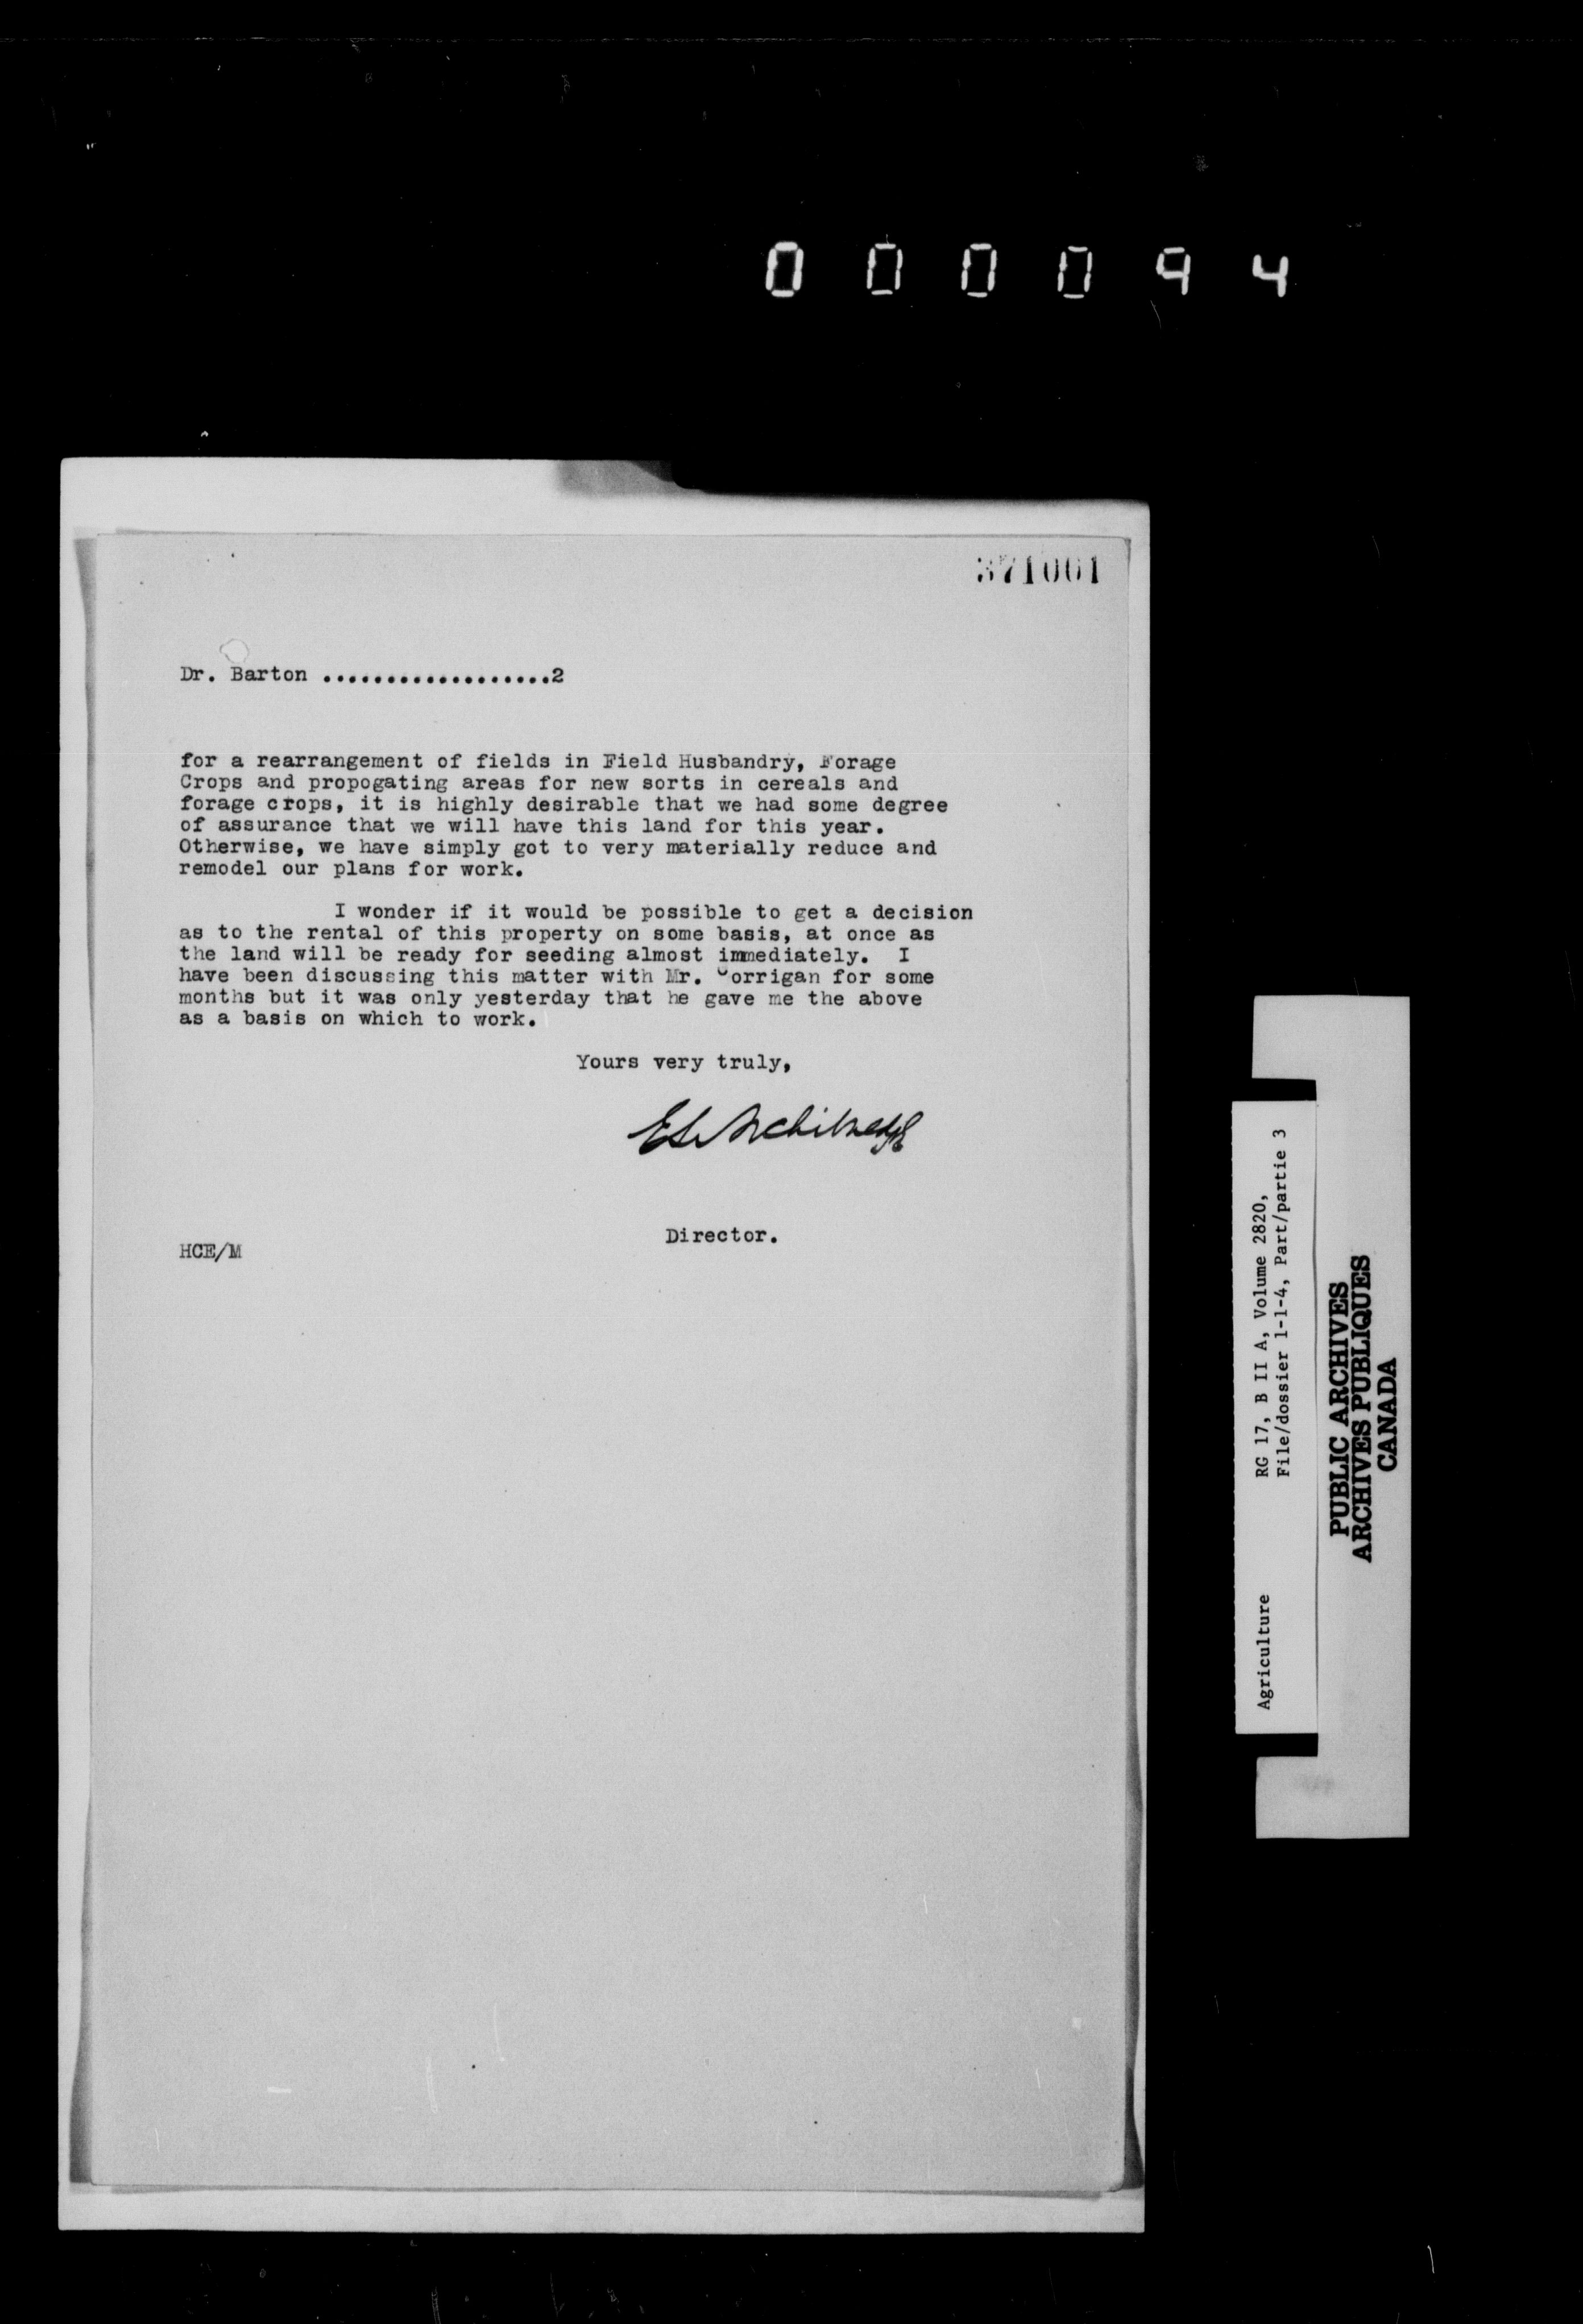 000094
371001
Dr. Barton ..................2
for a rearrangement of fields in Field Husbandry, Forage
Crops and propogating areas for new sorts in cereals and
forage crops, it is highly desirable that we had some degree
of assurance that we will have this land for this year.
Otherwise, we have simply got to very materially reduce and
remodel our plans for work.
I wonder if it would be possible to get a decision
as to the rental of this property on some basis, at once as
the land will be ready for seeding almost immediately. I
have been discussing this matter with Mr. Corrigan for some
months but it was only yesterday that he gave me the above
as a basis on which to work.
Yours very truly,
Director.
HCE/M
Agriculture RG 17, B II A, Volume 2820,
File/dossier 1-1-4, Part/partie 3
PUBLIC ARCHIVES
ARCHIVES PUBLIQUES
CANADA